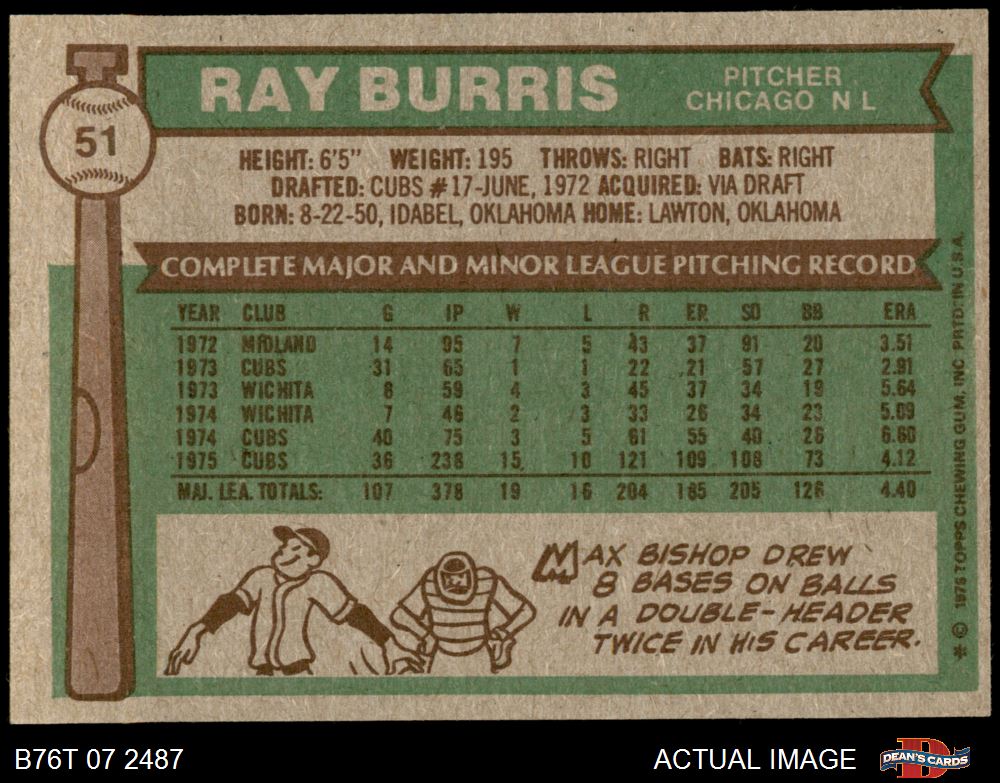 RAY BURRIS
PITCHER
CHICAGO N L
51
HEIGHT: 6'5" WEIGHT: 195 THROWS: RIGHT BATS: RIGHT
DRAFTED: CUBS #17-JUNE, 1972 ACQUIRED: VIA DRAFT
BORN: 8-22-50, IDABEL, OKLAHOMA HOME: LAWTON, OKLAHOMA
COMPLETE MAJOR AND MINOR LEAGUE PITCHING RECORD
YEAR CLUB G IP W L R ER SO BB ERA
1972 MIDLAND 14 95 7 5 43 37 91 20 3.51
1973 CUBS 31 65 1 1 22 21 57 27 2.91
1973 WICHITA 8 59 4 3 45 37 34 19 5.64
1974 WICHITA 7 46 2 3 33 26 34 23 5.09
1974 CUBS 40 75 3 5 61 55 40 26 6.60
1975 CUBS 36 238 15 10 121 109 108 73 4.12
MAJ. LEA. TOTALS: 107 378 19 16 204 185 205 126 4.40
MAX BISHOP DREW
8 BASES ON BALLS
IN A DOUBLE-HEADER
TWICE IN HIS CAREER.
* © 1976 TOPPS CHEWING GUM, INC. PRTD. IN U.S.A.
B76T 07 2487
ACTUAL IMAGE
DEAN'S CARDS